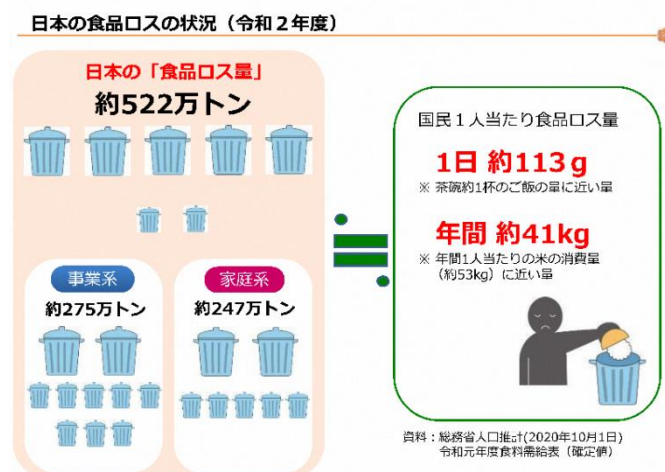 日本の食品ロスの状況（令和２年度）
日本の「食品ロス量」
約522万トン
事業系
約275万トン
家庭系
約247万トン
国民１人当たり食品ロス量
1日 約113ｇ
※ 茶碗約1杯のご飯の量に近い量
年間 約41kg
※ 年間1人当たりの米の消費量
（約53kg）に近い量
資料：総務省人口推計(2020年10月1日)
令和元年度食料需給表（確定値）